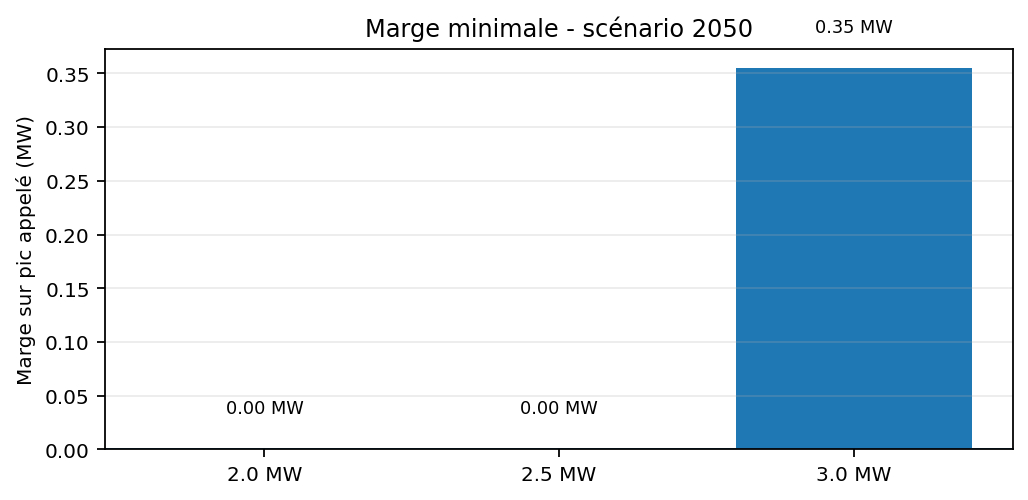 Marge minimale - scénario 2050
0.35 MW
Marge sur pic appelé (MW)
0.35
0.30
0.25
0.20
0.15
0.10
0.05
0.00
0.00 MW
0.00 MW
2.0 MW
2.5 MW
3.0 MW